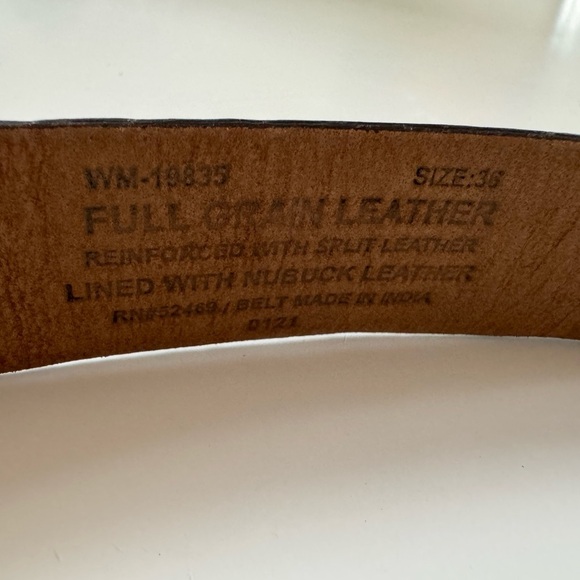 WM-19835 SIZE:36
FULL GRAIN LEATHER
REINFORCED WITH SPLIT LEATHER
LINED WITH NUBUCK LEATHER
RN#52469 / BELT MADE IN INDIA
0121